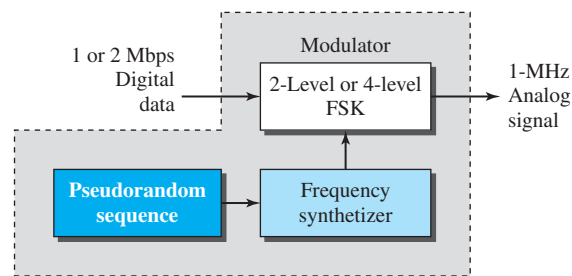 Modulator
1 or 2 Mbps
Digital
data
2-Level or 4-level
FSK
1-MHz
Analog
signal
Pseudorandom
sequence
Frequency
synthetizer